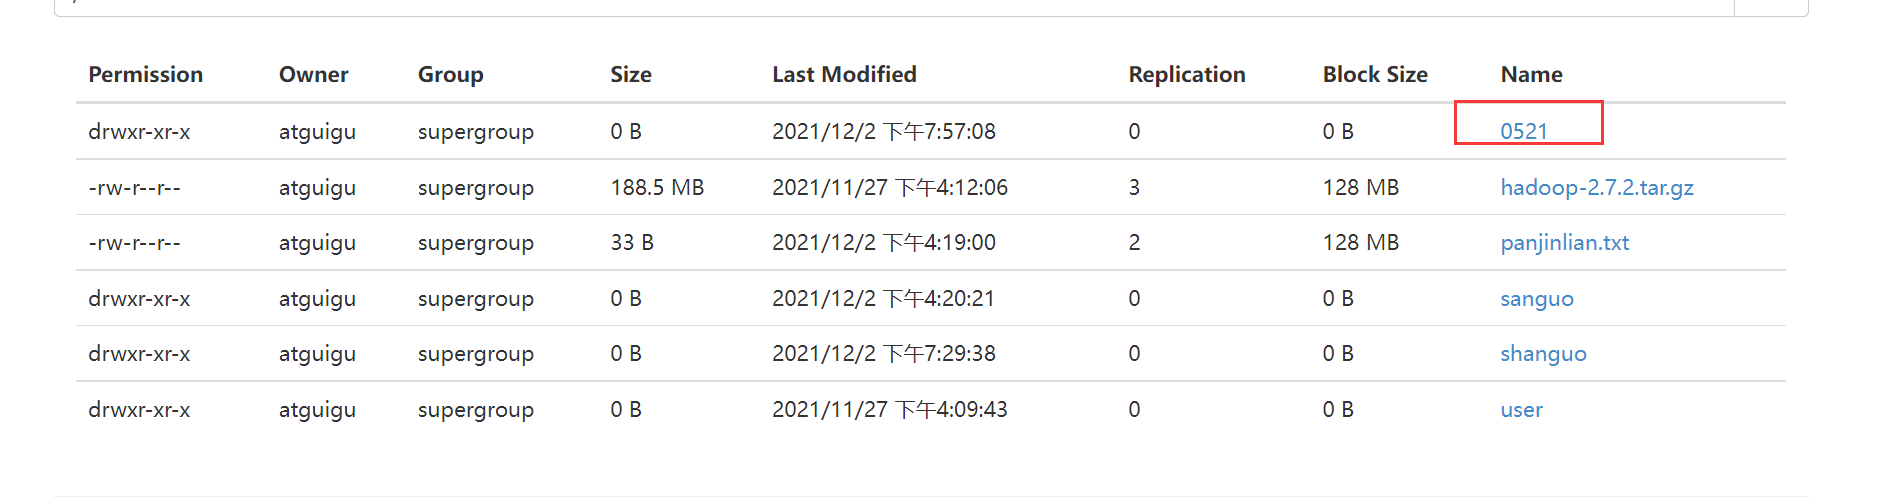 Permission Owner Group Size Last Modified Replication Block Size Name
drwxr-xr-x atguigu supergroup 0 B 2021/12/2 下午7:57:08 0 0 B 0521
-rw-r--r-- atguigu supergroup 188.5 MB 2021/11/27 下午4:12:06 3 128 MB hadoop-2.7.2.tar.gz
-rw-r--r-- atguigu supergroup 33 B 2021/12/2 下午4:19:00 2 128 MB panjinlian.txt
drwxr-xr-x atguigu supergroup 0 B 2021/12/2 下午4:20:21 0 0 B sanguo
drwxr-xr-x atguigu supergroup 0 B 2021/12/2 下午7:29:38 0 0 B shanguo
drwxr-xr-x atguigu supergroup 0 B 2021/11/27 下午4:09:43 0 0 B user